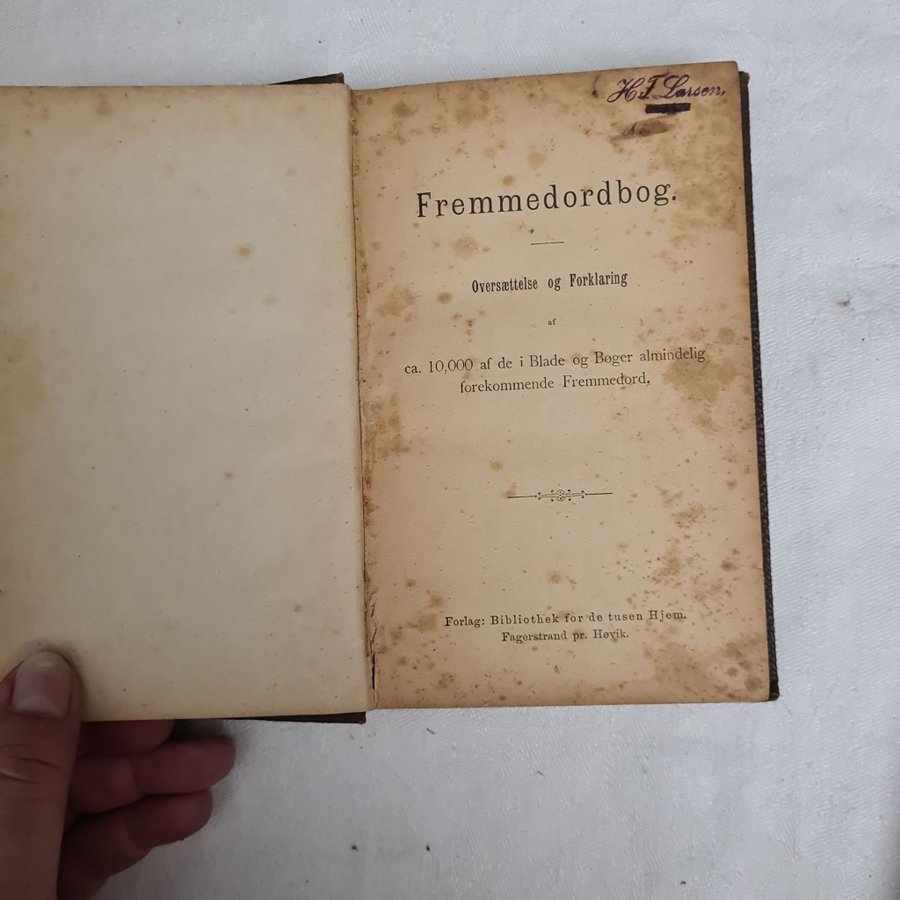 H. T. Larsen,
Fremmedordbog.
Oversættelse og Forklaring
af
ca. 10,000 af de i Blade og Bøger almindelig
forekommende Fremmedord.
Forlag: Bibliothek for de tusen Hjem.
Fagerstrand pr. Høvik.